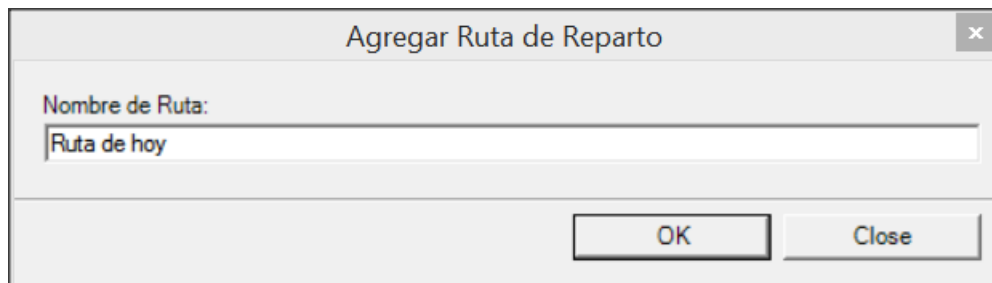 Agregar Ruta de Reparto
x
Nombre de Ruta:
Ruta de hoy
OK Close